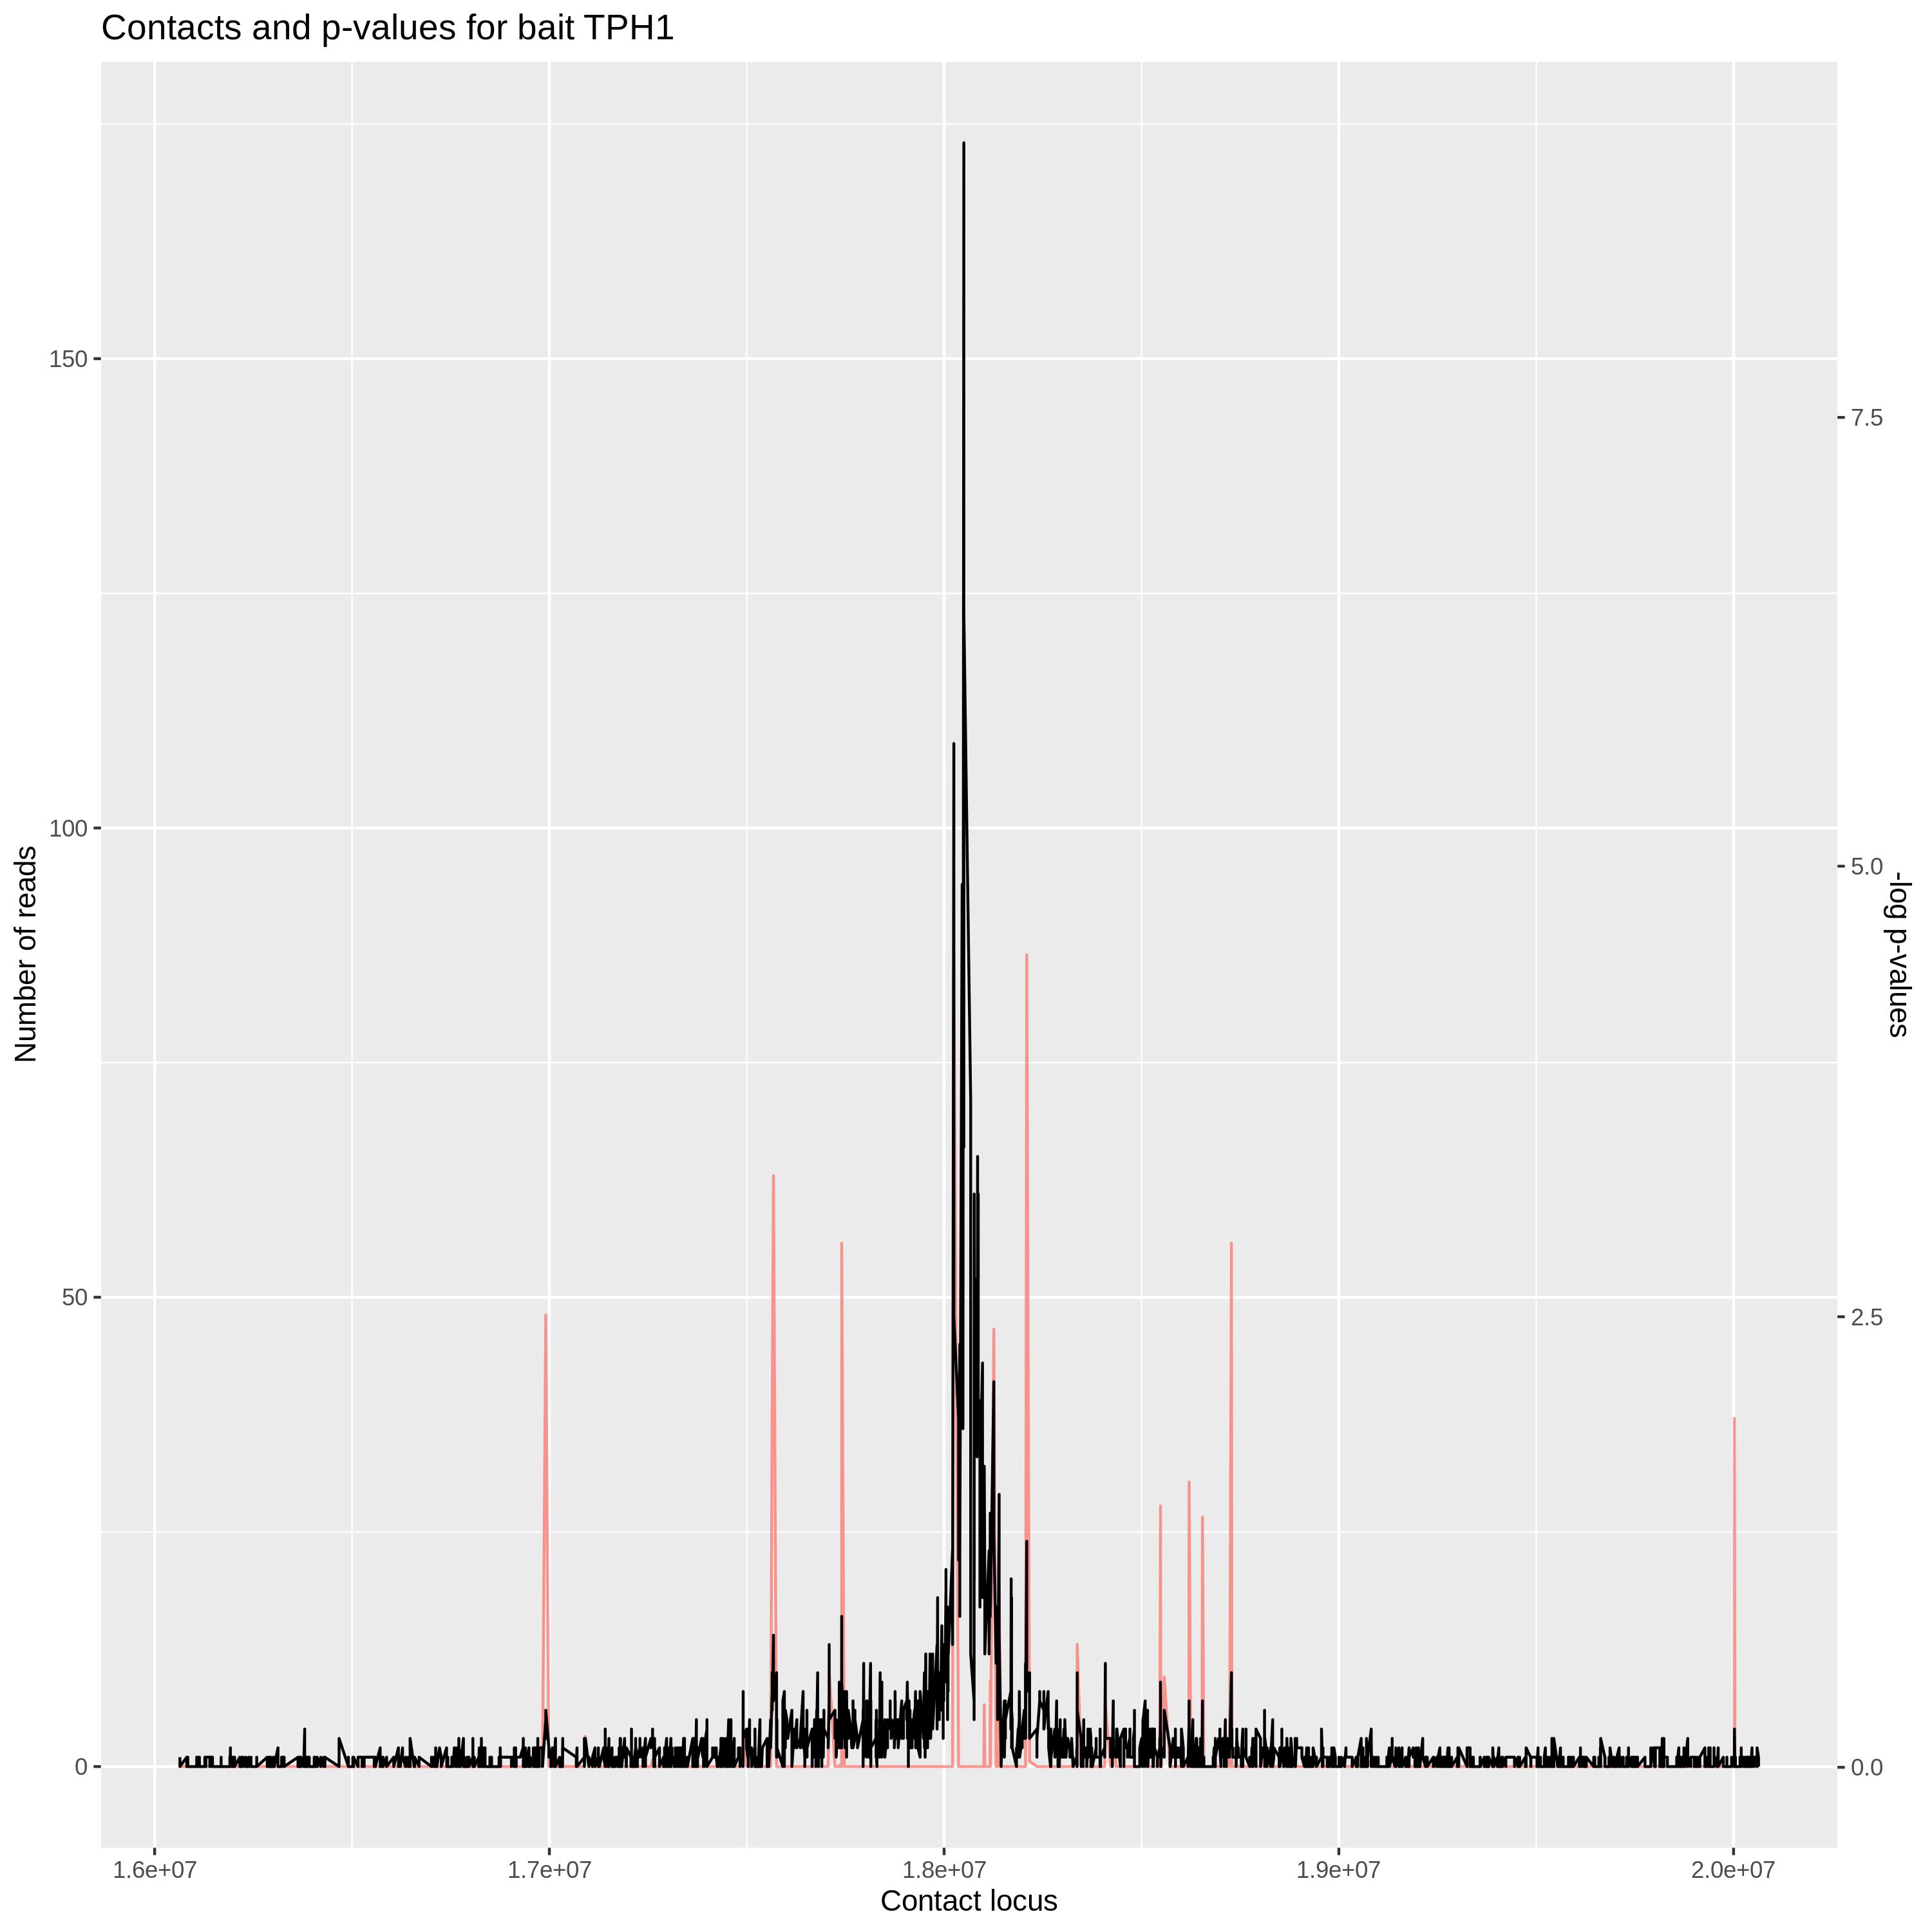 Contacts and p-values for bait TPH1
150
100
50
0
7.5
5.0
2.5
0.0
Number of reads
-log p-values
1.6e+07
1.7e+07
1.8e+07
1.9e+07
2.0e+07
Contact locus